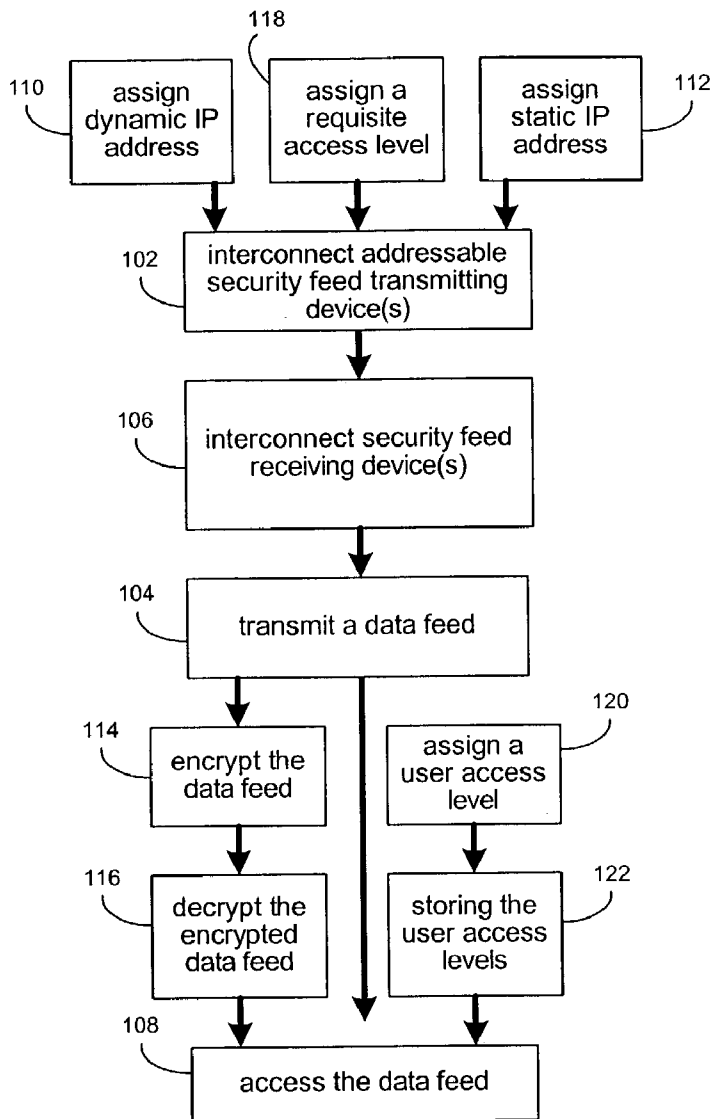 118
110
assign
dynamic IP
address
assign a
requisite
access level
assign
static IP
address
112
102
interconnect addressable
security feed transmitting
device(s)
106
interconnect security feed
receiving device(s)
104
transmit a data feed
114
encrypt the
data feed
120
assign a
user access
level
116
decrypt the
encrypted
data feed
122
storing the
user access
levels
108
access the data feed